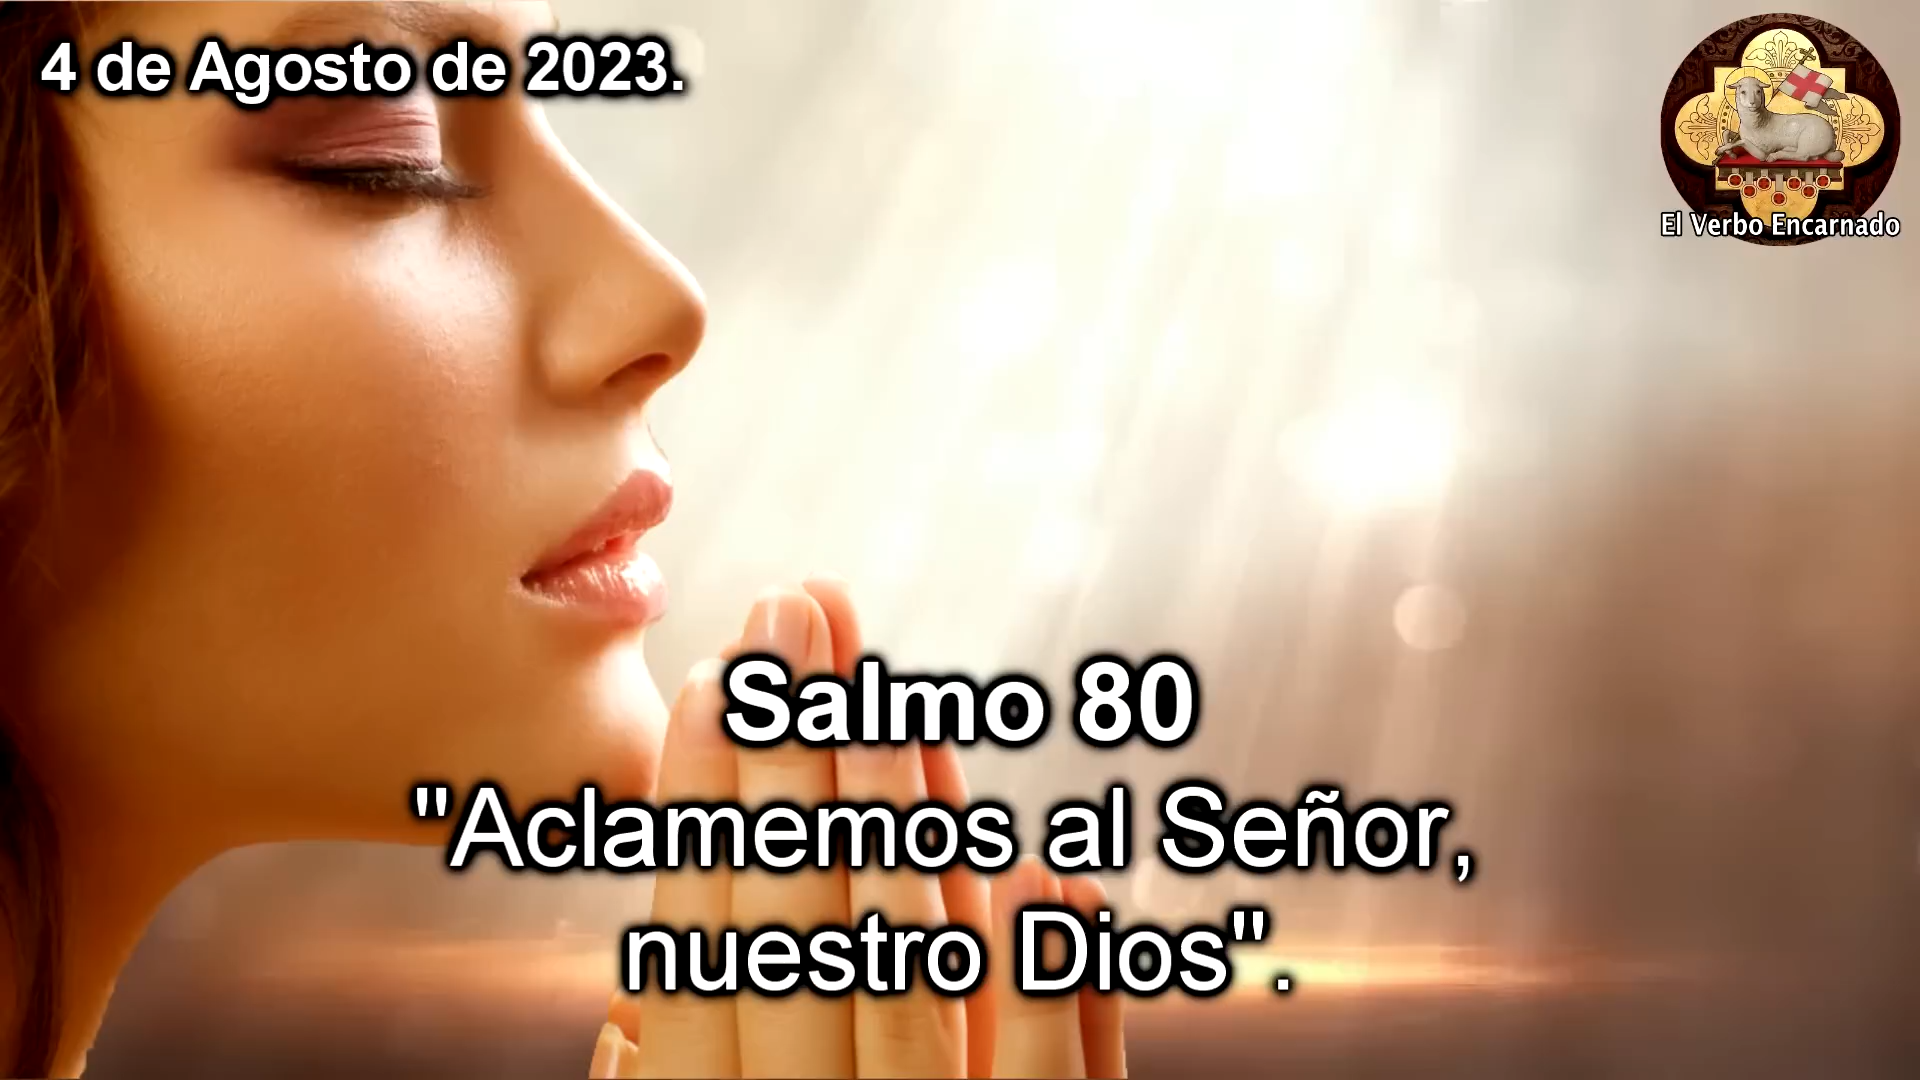 4 de Agosto de 2023.
El Verbo Encarnado
Salmo 80
"Aclamemos al Señor,
nuestro Dios".